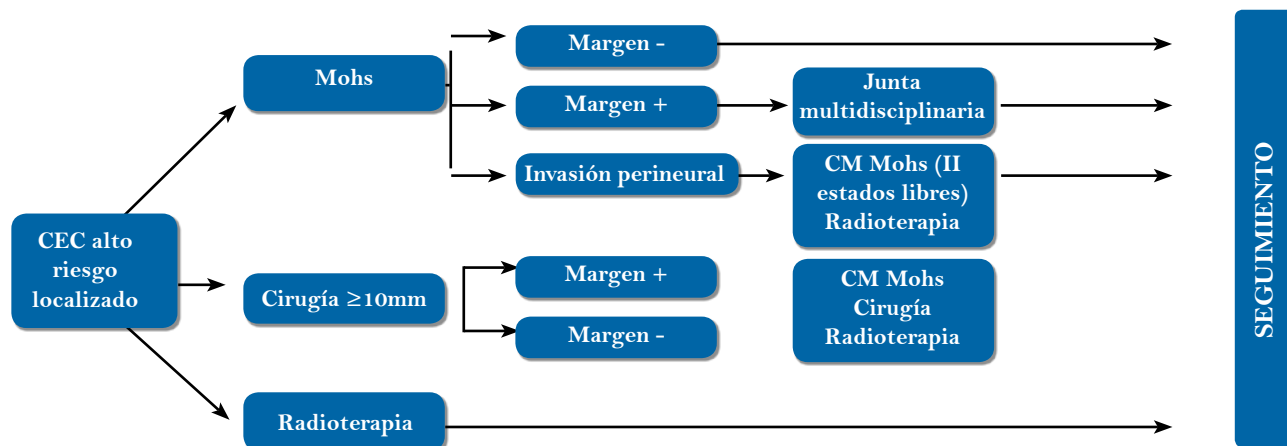 CEC alto
riesgo
localizado
Mohs
Cirugía ≥10mm
Radioterapia
Margen -
Margen +
Invasión perineural
Margen +
Margen -
Junta
multidisciplinaria
CM Mohs (II
estados libres)
Radioterapia
CM Mohs
Cirugía
Radioterapia
SEGUIMIENTO